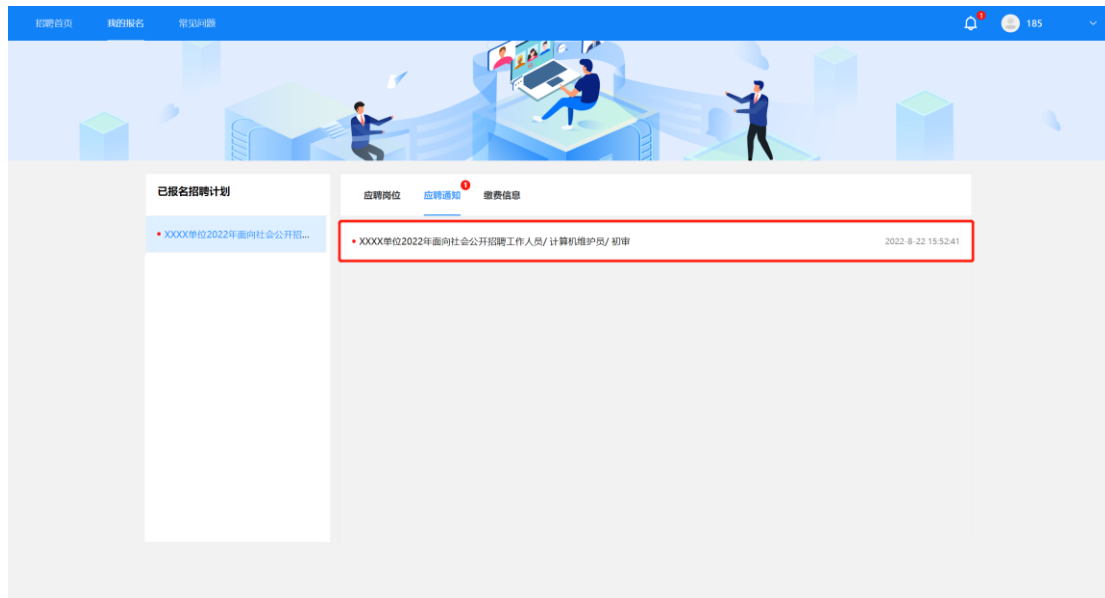 招聘首页 我的报名 常见问题 1 185
已报名招聘计划
应聘岗位 应聘通知 1 缴费信息
XXXX单位2022年面向社会公开招...
XXXX单位2022年面向社会公开招聘工作人员/ 计算机维护员/ 初审 2022-8-22 15:52:41